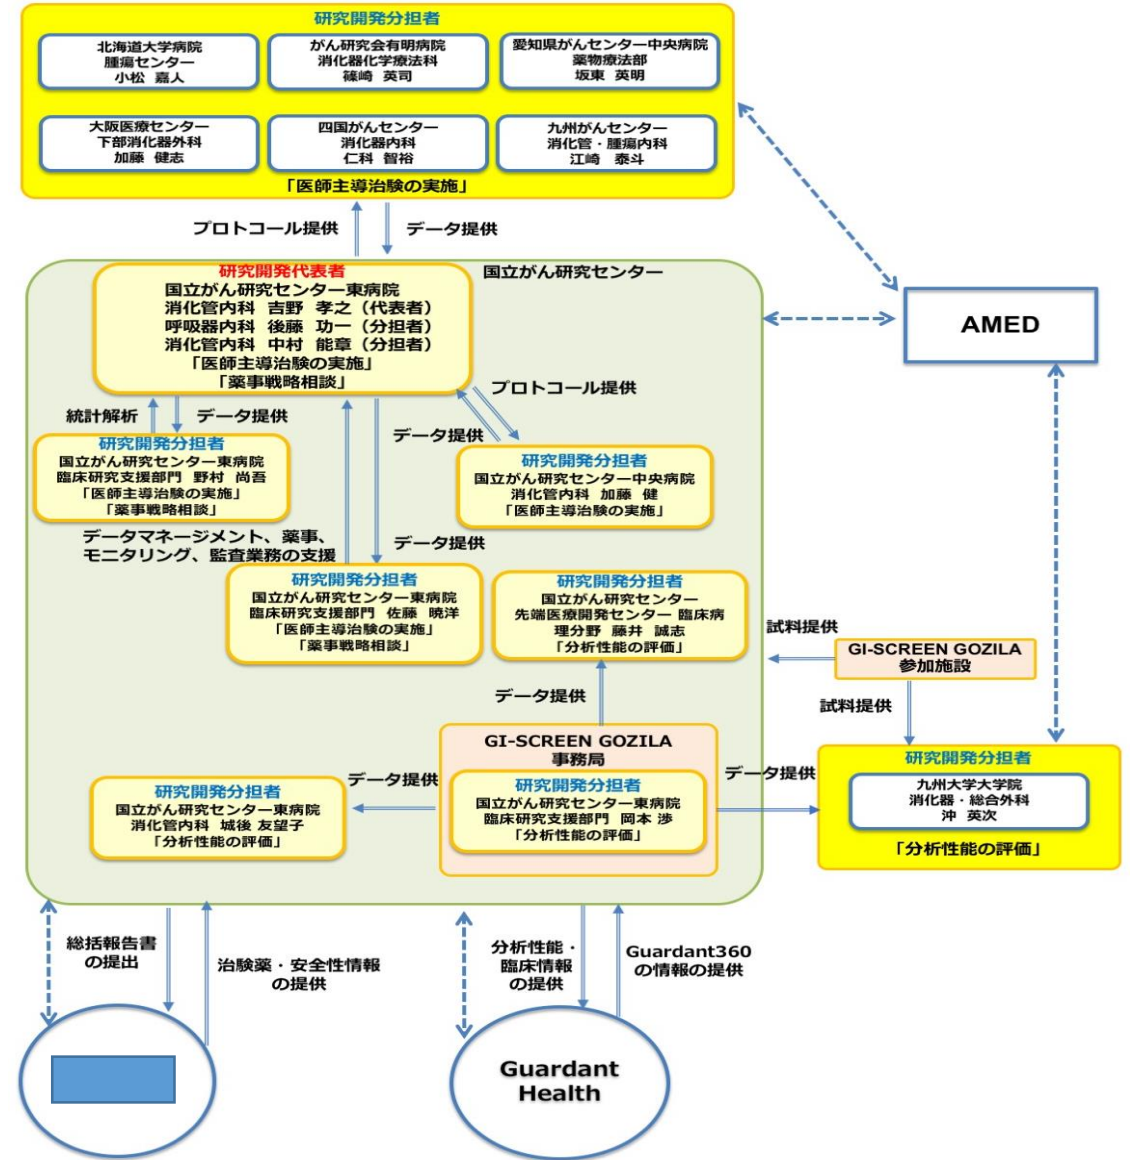 研究開発分担者
北海道大学病院
腫瘍センター
小松 嘉人
がん研究会有明病院
消化器化学療法科
篠崎 英司
愛知県がんセンター中央病院
薬物療法部
坂東 英明
大阪医療センター
下部消化器外科
加藤 健志
四国がんセンター
消化器内科
仁科 智裕
九州がんセンター
消化管・腫瘍内科
江崎 泰斗
「医師主導治験の実施」
プロトコール提供
データ提供
国立がん研究センター
研究開発代表者
国立がん研究センター東病院
消化管内科 吉野 孝之（代表者）
呼吸器内科 後藤 功一（分担者）
消化管内科 中村 能章（分担者）
「医師主導治験の実施」
「薬事戦略相談」
AMED
統計解析
データ提供
データ提供
プロトコール提供
研究開発分担者
国立がん研究センター東病院
臨床研究支援部門 野村 尚吾
「医師主導治験の実施」
「薬事戦略相談」
研究開発分担者
国立がん研究センター中央病院
消化管内科 加藤 健
「医師主導治験の実施」
データマネージメント、薬事、
モニタリング、監査業務の支援
データ提供
研究開発分担者
国立がん研究センター東病院
臨床研究支援部門 佐藤 暁洋
「医師主導治験の実施」
「薬事戦略相談」
研究開発分担者
国立がん研究センター
先端医療開発センター 臨床病
理分野 藤井 誠志
「分析性能の評価」
試料提供
GI-SCREEN GOZILA
参加施設
試料提供
データ提供
GI-SCREEN GOZILA
事務局
研究開発分担者
国立がん研究センター東病院
臨床研究支援部門 岡本 渉
「分析性能の評価」
データ提供
研究開発分担者
国立がん研究センター東病院
消化管内科 城後 友望子
「分析性能の評価」
データ提供
研究開発分担者
九州大学大学院
消化器・総合外科
沖 英次
「分析性能の評価」
総括報告書
の提出
治験薬・安全性情報
の提供
分析性能・
臨床情報
の提供
Guardant360
の情報の提供
Guardant
Health